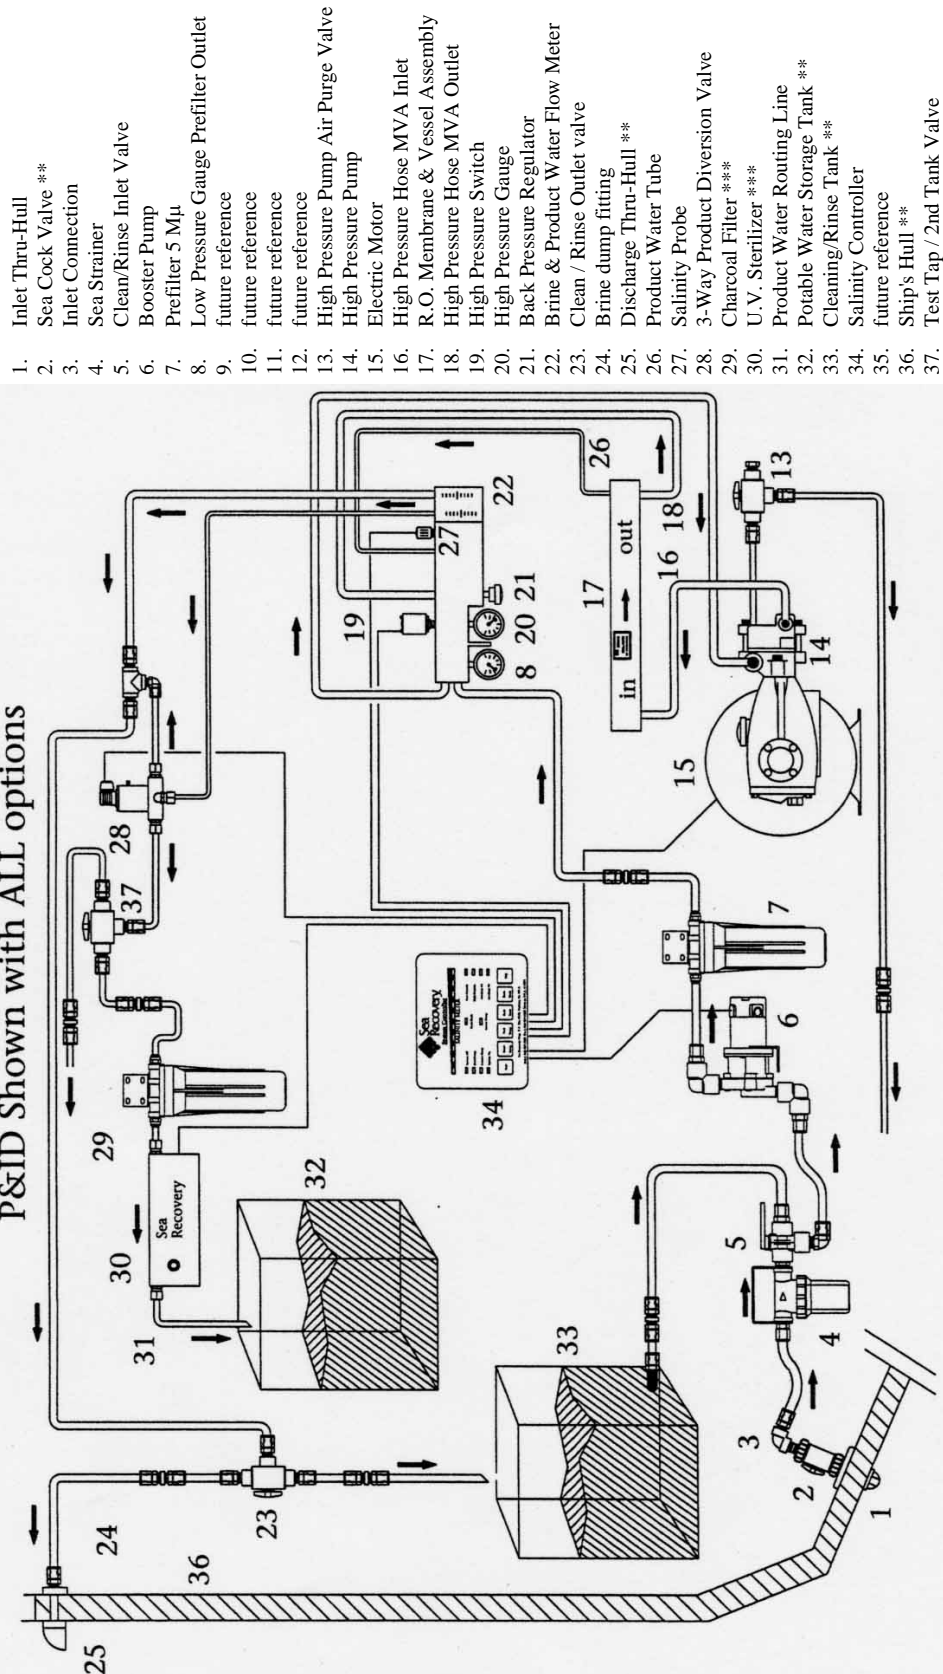 P&ID Shown with ALL options
1. Inlet Thru-Hull
2. Sea Cock Valve **
3. Inlet Connection
4. Sea Strainer
5. Clean/Rinse Inlet Valve
6. Booster Pump
7. Prefilter 5 Mµ
8. Low Pressure Gauge Prefilter Outlet
9. future reference
10. future reference
11. future reference
12. future reference
13. High Pressure Pump Air Purge Valve
14. High Pressure Pump
15. Electric Motor
16. High Pressure Hose MVA Inlet
17. R.O. Membrane & Vessel Assembly
18. High Pressure Hose MVA Outlet
19. High Pressure Switch
20. High Pressure Gauge
21. Back Pressure Regulator
22. Brine & Product Water Flow Meter
23. Clean / Rinse Outlet valve
24. Brine dump fitting
25. Discharge Thru-Hull **
26. Product Water Tube
27. Salinity Probe
28. 3-Way Product Diversion Valve
29. Charcoal Filter ***
30. U.V. Sterilizer ***
31. Product Water Routing Line
32. Potable Water Storage Tank **
33. Cleaning/Rinse Tank **
34. Salinity Controller
35. future reference
36. Ship's Hull **
37. Test Tap / 2nd Tank Valve
25
24
36
23
31
30
29
37
28
32
33
Sea
Recovery
34
Sea
Recovery
19
27
22
8
20
21
26
17
in
out
16
18
15
14
13
7
6
5
4
3
2
1